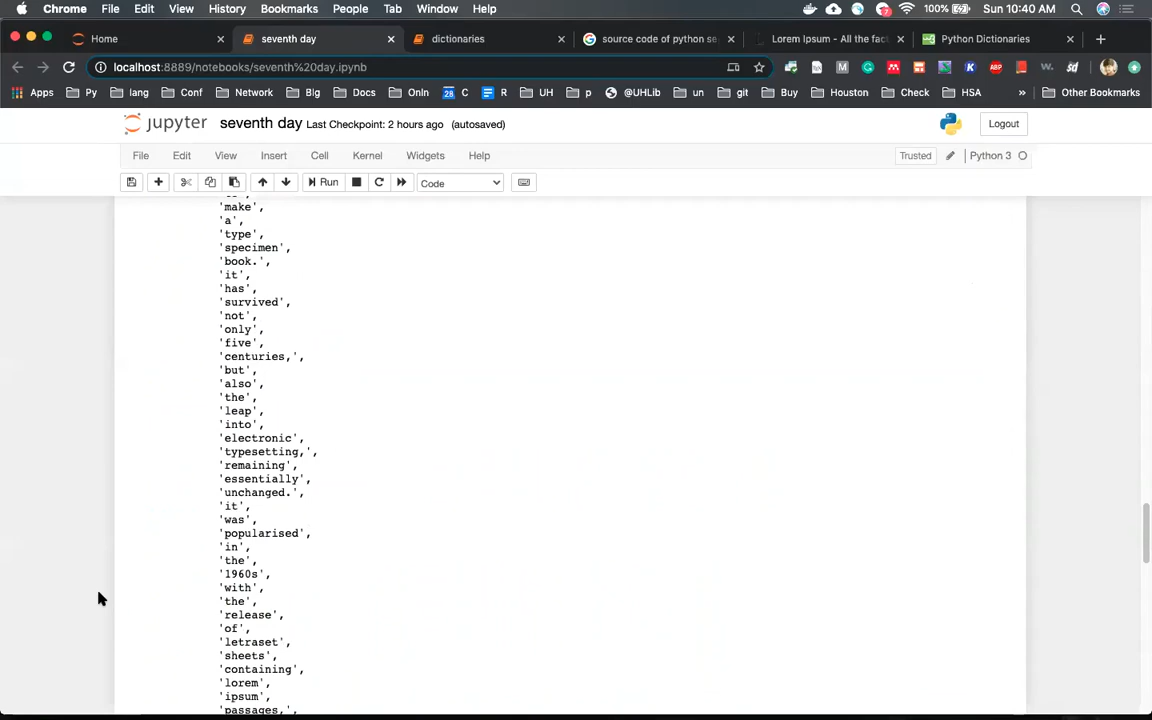 Chrome File Edit View History Bookmarks People Tab Window Help 7 100% Sun 10:40 AM
Home seventh day dictionaries source code of python se Lorem Ipsum - All the fact Python Dictionaries
localhost:8889/notebooks/seventh%20day.ipynb
Apps Py lang Conf Network Big Docs OnIn 28 C R UH p @UHLib un git Buy Houston Check HSA » Other Bookmarks
jupyter seventh day Last Checkpoint: 2 hours ago (autosaved) Logout
File Edit View Insert Cell Kernel Widgets Help Trusted Python 3
Run Code
'make',
'a',
'type',
'specimen',
'book.',
'it',
'has',
'survived',
'not',
'only',
'five',
'centuries,',
'but',
'also',
'the',
'leap',
'into',
'electronic',
'typesetting,',
'remaining',
'essentially',
'unchanged.',
'it',
'was',
'popularised',
'in',
'the',
'1960s',
'with',
'the',
'release',
'of',
'letraset',
'sheets',
'containing',
'lorem',
'ipsum',
'passages,',